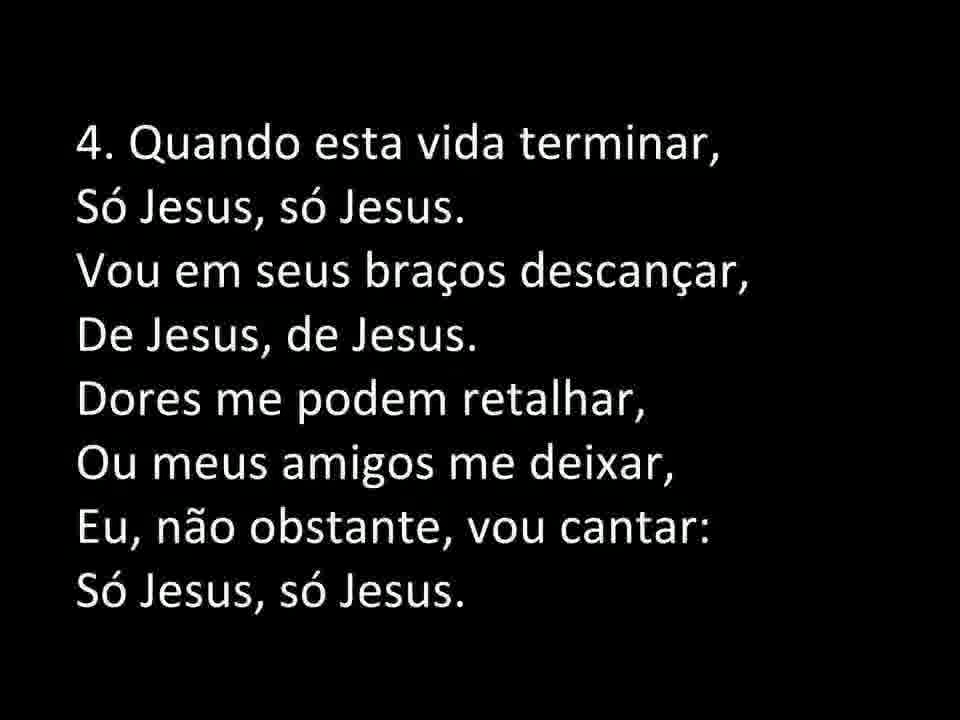 4. Quando esta vida terminar,
Só Jesus, só Jesus.
Vou em seus braços descançar,
De Jesus, de Jesus.
Dores me podem retalhar,
Ou meus amigos me deixar,
Eu, não obstante, vou cantar:
Só Jesus, só Jesus.